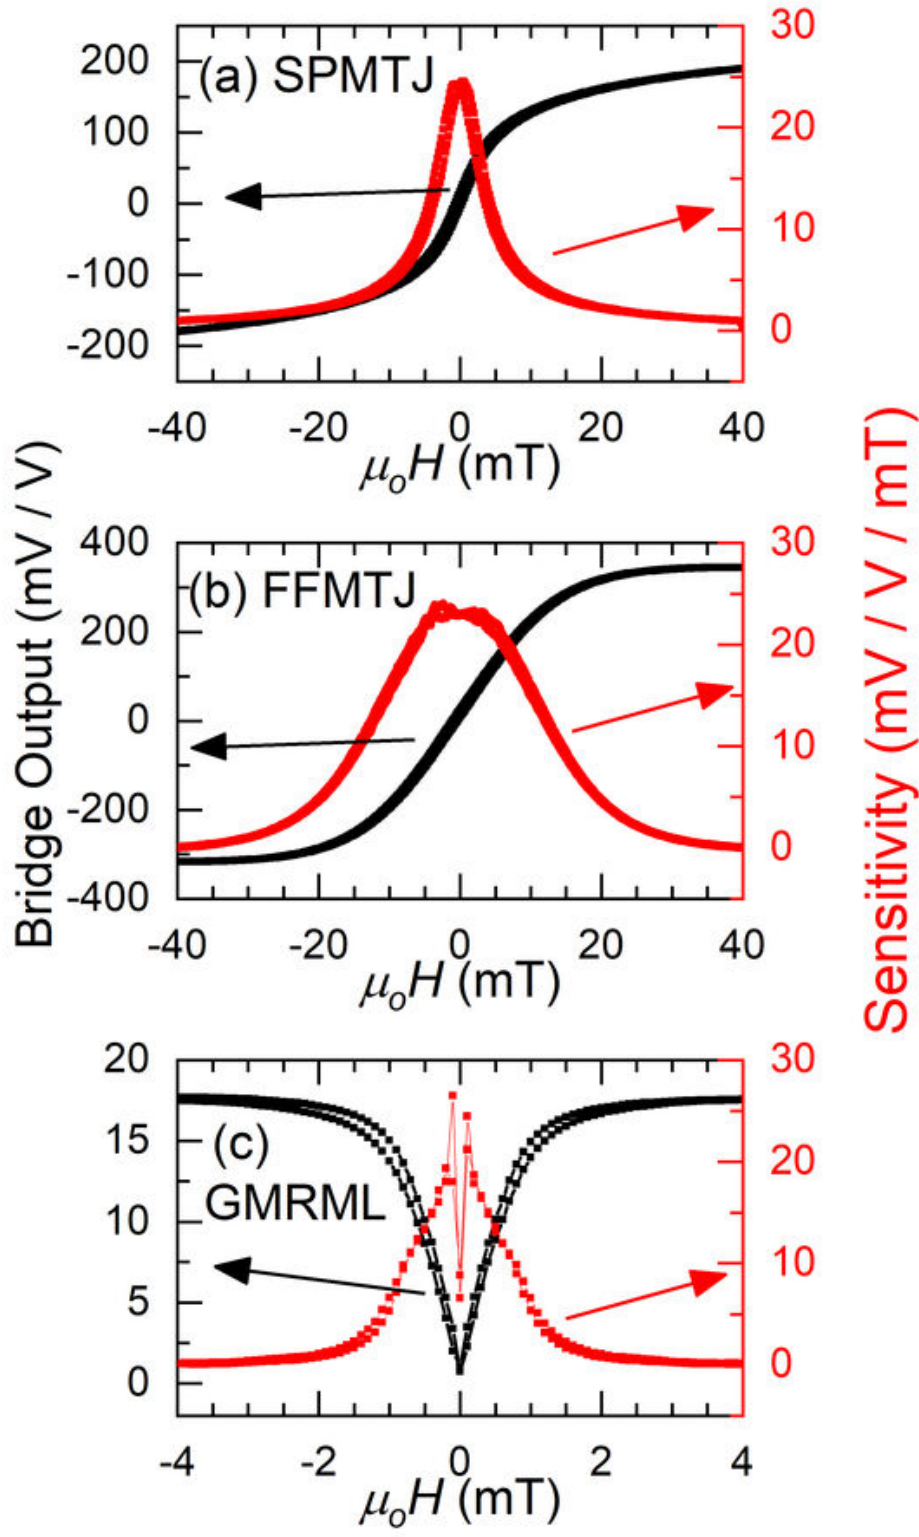 30
200
(a) SPMTJ
100
20
0
10
-100
0
-200
-40 -20 0 20 40
μoH (mT)
Bridge Output (mV / V)
Sensitivity (mV / V / mT)
400 30
(b) FFMTJ
200
20
0
10
-200
0
-400
-40 -20 0 20 40
μoH (mT)
20 30
15
(c)
20
GMRML
10
10
5
0
0
-4 -2 0 2 4
μoH (mT)